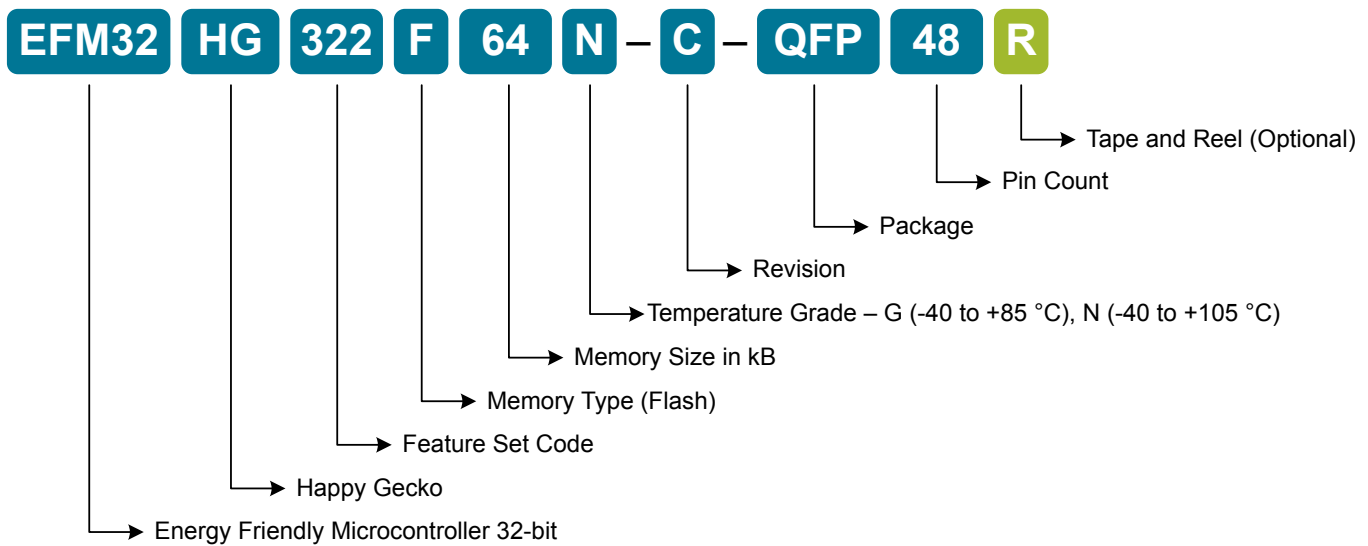 EFM32 HG 322 F 64 N – C – QFP 48 R
Tape and Reel (Optional)
Pin Count
Package
Revision
Temperature Grade – G (-40 to +85 °C), N (-40 to +105 °C)
Memory Size in kB
Memory Type (Flash)
Feature Set Code
Happy Gecko
Energy Friendly Microcontroller 32-bit